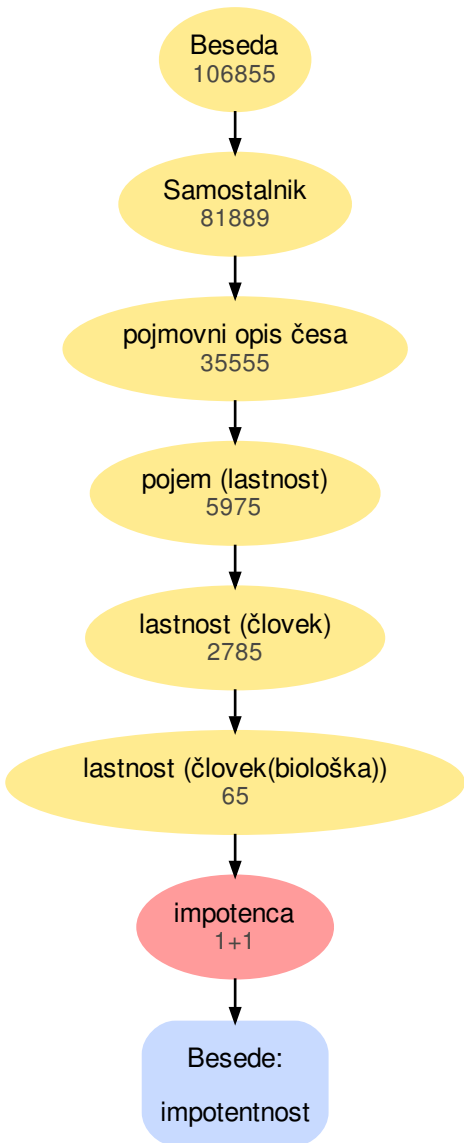 Beseda
106855
Samostalnik
81889
pojmovni opis česa
35555
pojem (lastnost)
5975
lastnost (človek)
2785
lastnost (človek(biološka))
65
impotenca
1+1
Besede:
impotentnost